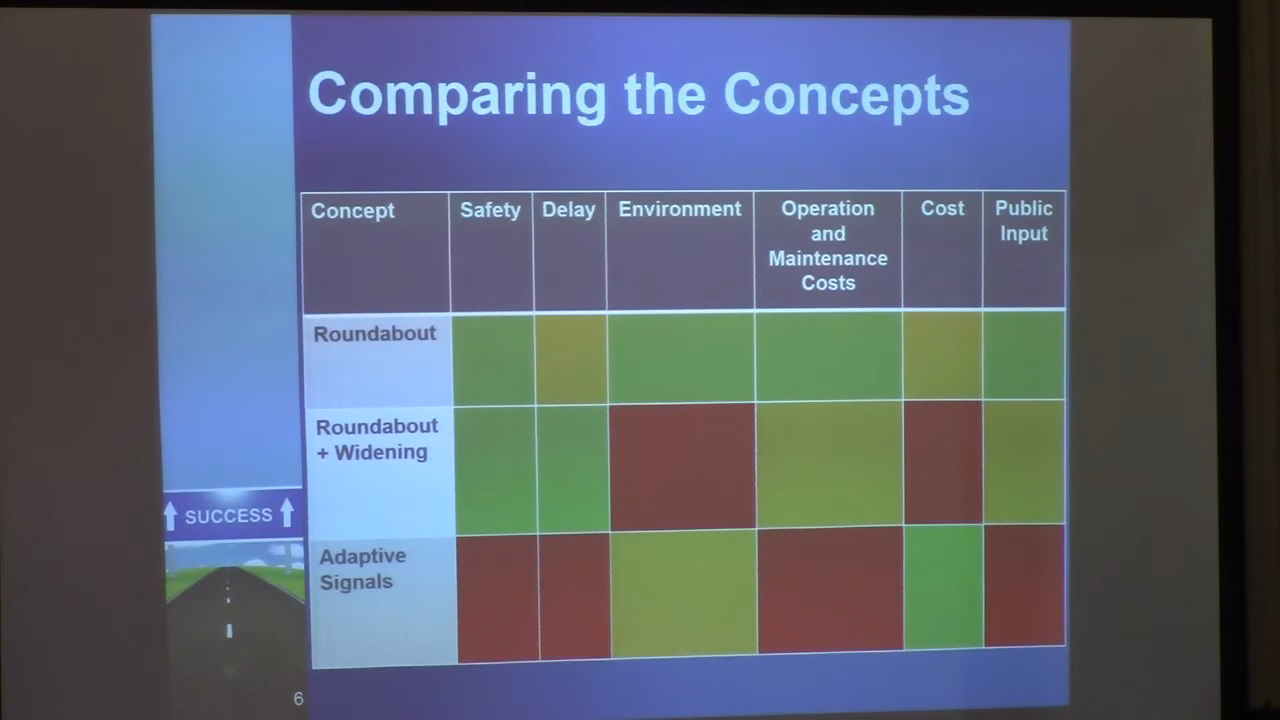 Comparing the Concepts
Concept
Safety
Delay
Environment
Operation
and
Maintenance
Costs
Cost
Public
Input
Roundabout
Roundabout
+ Widening
Adaptive
Signals
SUCCESS
6